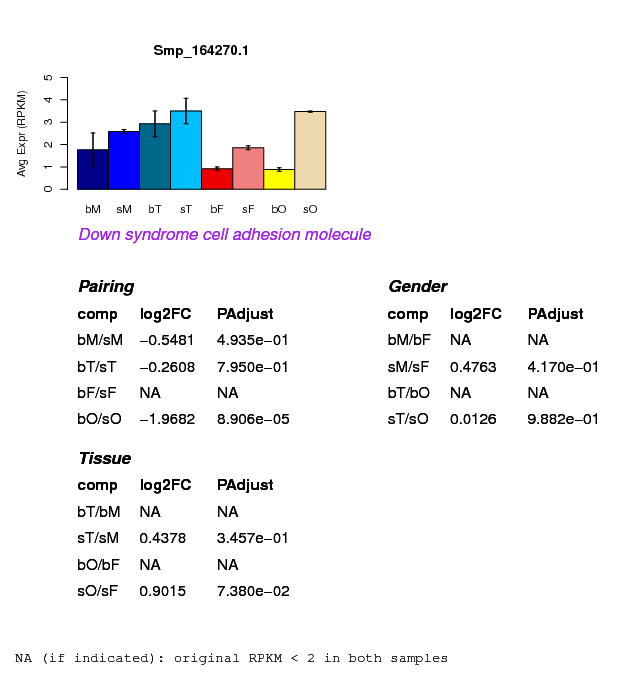 Smp_164270.1
Avg Expr (RPKM)
5
4
3
2
1
0
bM sM bT sT bF sF bO sO
Down syndrome cell adhesion molecule
Pairing
comp log2FC PAdjust
bM/sM −0.5481 4.935e−01
bT/sT −0.2608 7.950e−01
bF/sF NA NA
bO/sO −1.9682 8.906e−05
Gender
comp log2FC PAdjust
bM/bF NA NA
sM/sF 0.4763 4.170e−01
bT/bO NA NA
sT/sO 0.0126 9.882e−01
Tissue
comp log2FC PAdjust
bT/bM NA NA
sT/sM 0.4378 3.457e−01
bO/bF NA NA
sO/sF 0.9015 7.380e−02
NA (if indicated): original RPKM < 2 in both samples